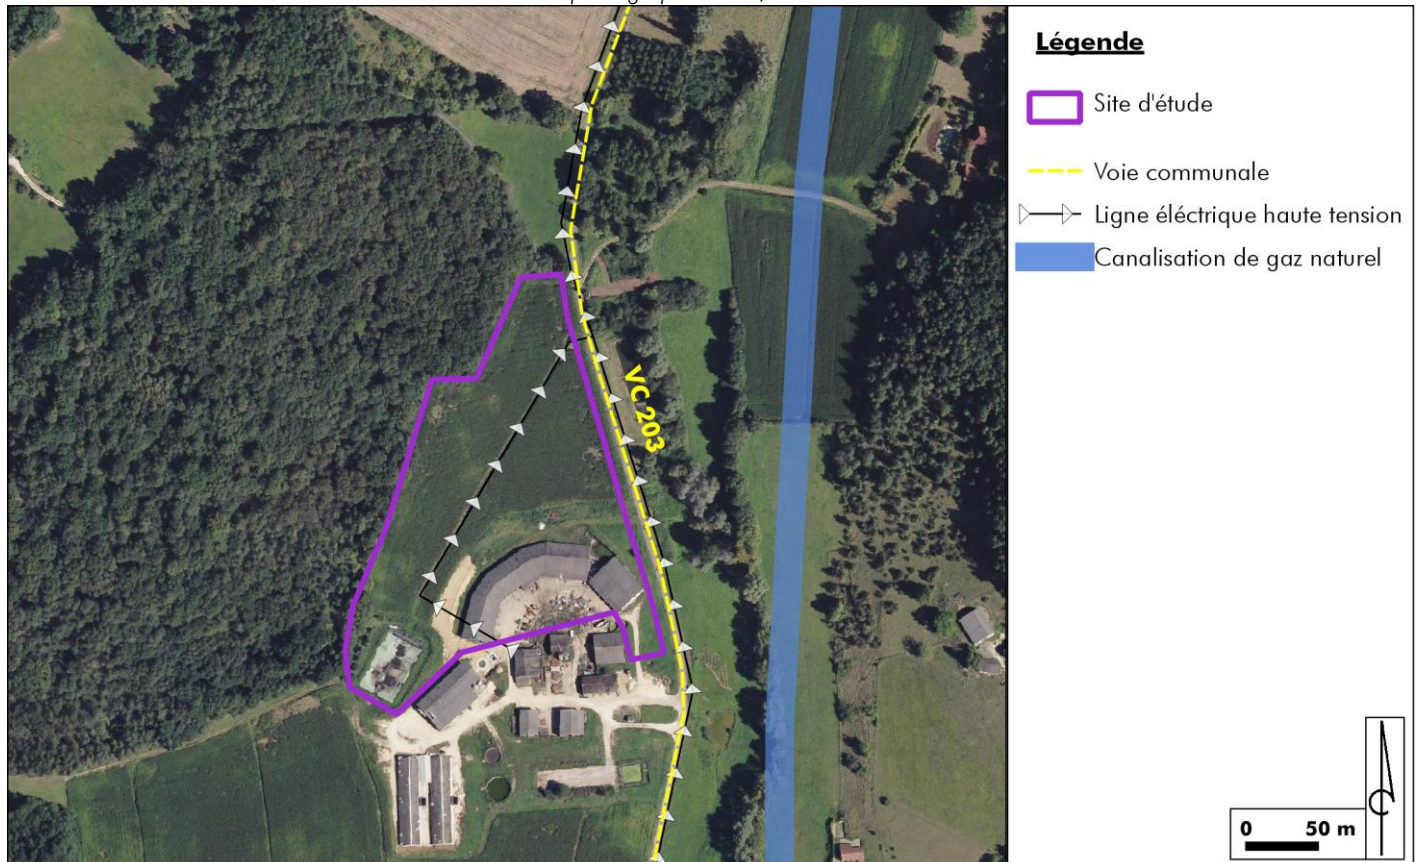 Légende
Site d'étude
Voie communale
Ligne éléctrique haute tension
Canalisation de gaz naturel
VC 203
0 50 m